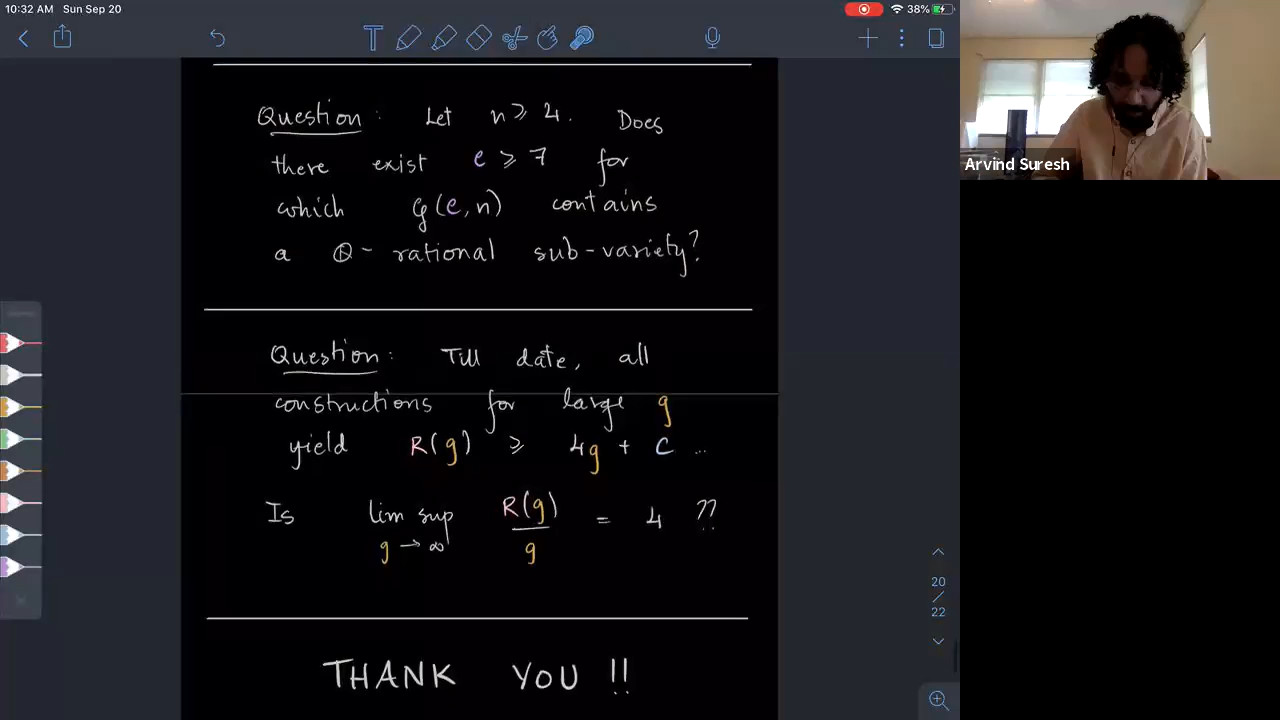 10:32 AM Sun Sep 20
38%
Arvind Suresh
Question: Let n ≥ 4. Does
there exist e ≥ 7 for
which G(e, n) contains
a Q-rational sub-variety?
Question: Till date, all
constructions for large g
yield R(g) ≥ 4g + C ...
Is lim sup g → ∞ R(g)/g = 4 ??
20
/
22
THANK YOU !!